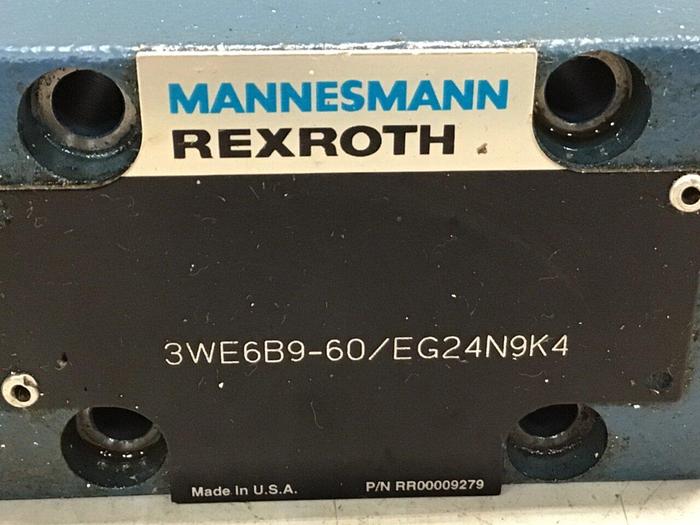 MANNESMANN
REXROTH
3WE6B9-60/EG24N9K4
Made in U.S.A. P/N RR00009279